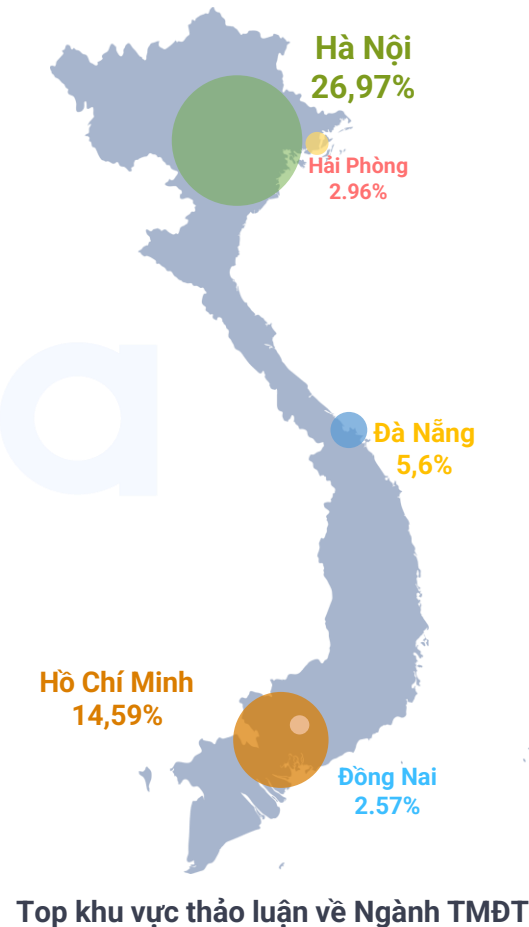 Hà Nội
26,97%
Hải Phòng
2.96%
Đà Nẵng
5,6%
Hồ Chí Minh
14,59%
Đồng Nai
2.57%
Top khu vực thảo luận về Ngành TMĐT